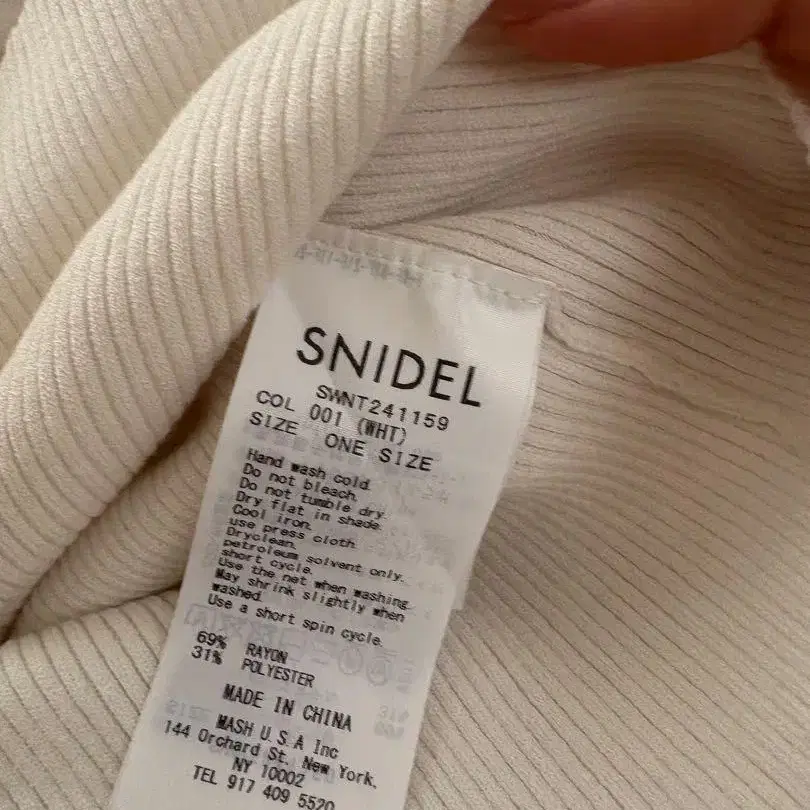 SNIDEL
SWNT241159
COL 001 (WHT)
SIZE ONE SIZE
Hand wash cold.
Do not bleach.
Do not tumble dry.
Dry flat in shade.
Cool iron.
use press cloth.
Dryclean.
petroleum solvent only.
short cycle.
Use the net when washing.
May shrink slightly when
washed.
Use a short spin cycle.
69% RAYON
31% POLYESTER
MADE IN CHINA
MASH U.S.A Inc
144 Orchard St. New York,
NY 10002
TEL 917 409 5520